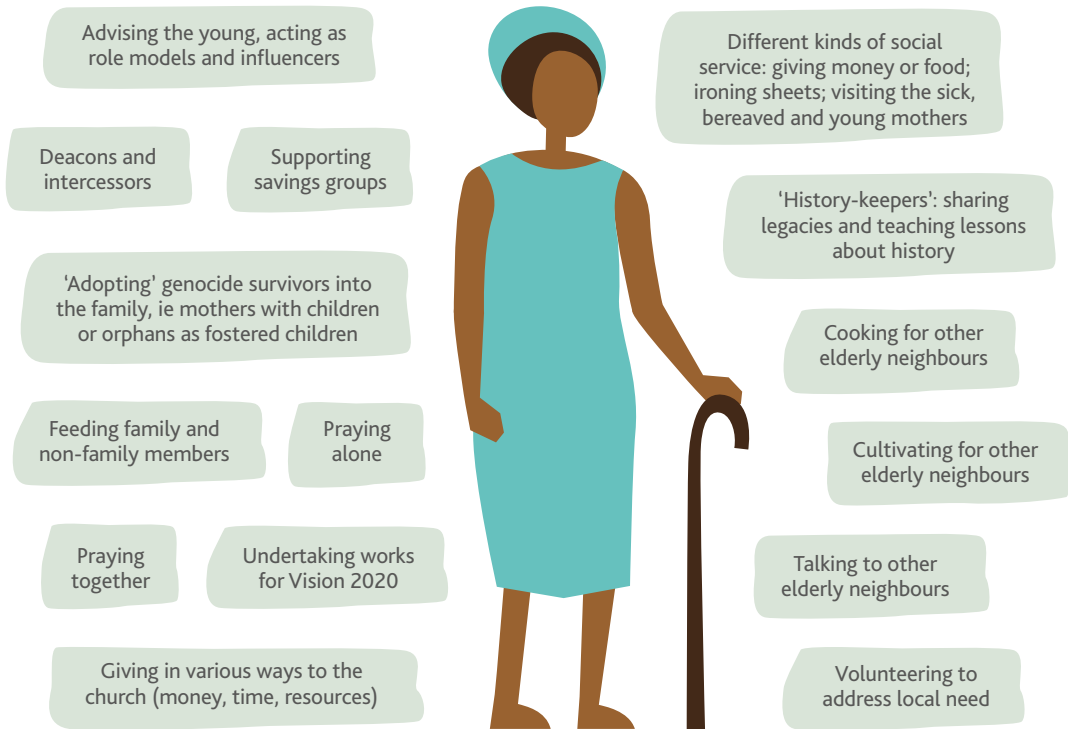 Advising the young, acting as
role models and influencers
Deacons and
intercessors
Supporting
savings groups
‘Adopting’ genocide survivors into
the family, ie mothers with children
or orphans as fostered children
Feeding family and
non-family members
Praying
alone
Praying
together
Undertaking works
for Vision 2020
Giving in various ways to the
church (money, time, resources)
Different kinds of social
service: giving money or food;
ironing sheets; visiting the sick,
bereaved and young mothers
‘History-keepers’: sharing
legacies and teaching lessons
about history
Cooking for other
elderly neighbours
Cultivating for other
elderly neighbours
Talking to other
elderly neighbours
Volunteering to
address local need